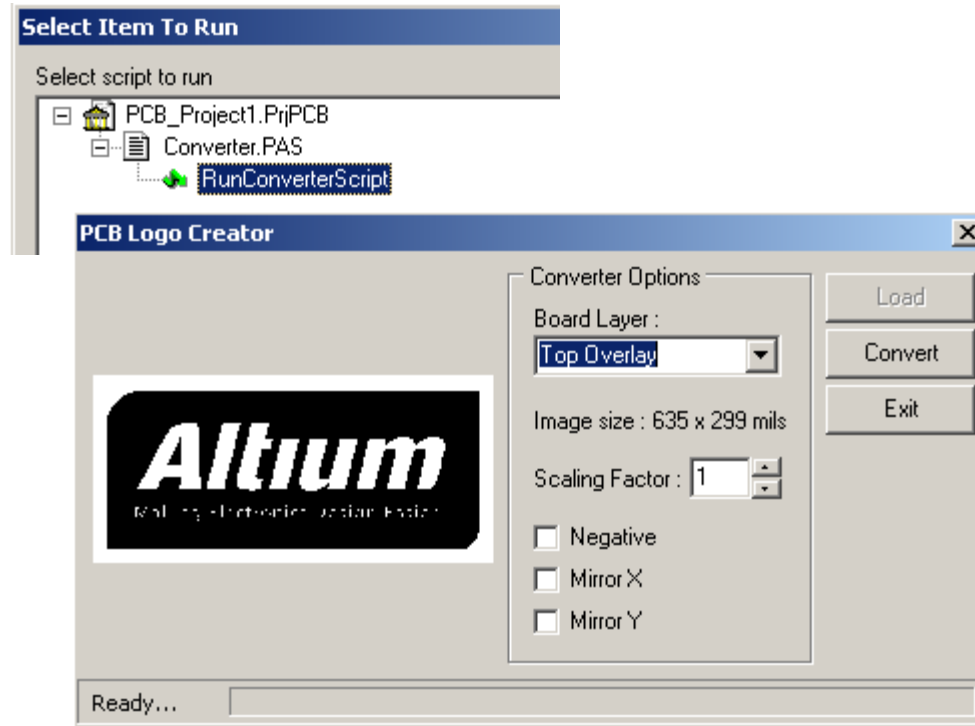 Select Item To Run
Select script to run
PCB_Project1.PrjPCB
Converter.PAS
RunConverterScript
PCB Logo Creator
Converter Options
Board Layer :
Top Overlay
Image size : 635 x 299 mils
Scaling Factor : 1
Negative
Mirror X
Mirror Y
Load
Convert
Exit
Altium
Ready...